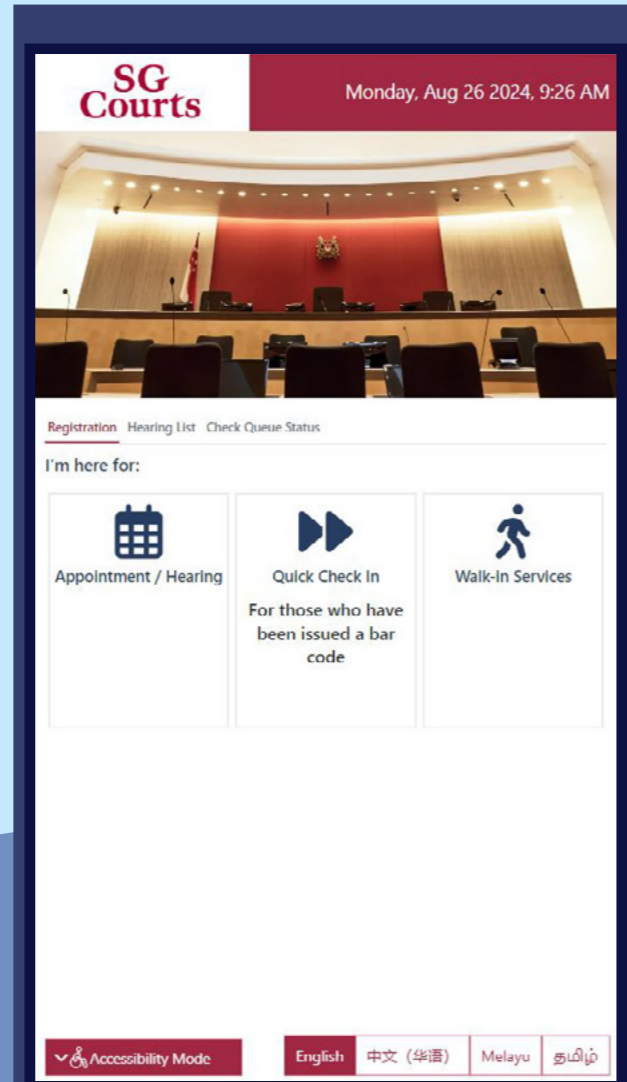 SG
Courts
Monday, Aug 26 2024, 9:26 AM
Registration Hearing List Check Queue Status
I'm here for:
Appointment / Hearing
Quick Check In
For those who have
been issued a bar
code
Walk-In Services
Accessibility Mode
English 中文 (华语) Melayu தமிழ்